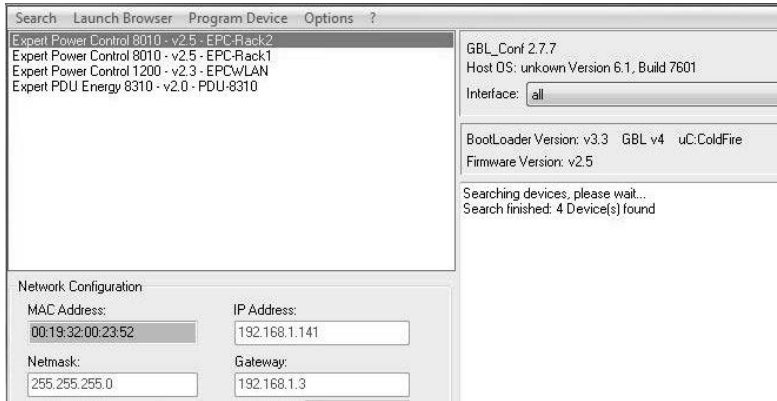 Search Launch Browser Program Device Options ?
Expert Power Control 8010 - v2.5 - EPC-Rack2
Expert Power Control 8010 - v2.5 - EPC-Rack1
Expert Power Control 1200 - v2.3 - EPCWLAN
Expert PDU Energy 8310 - v2.0 - PDU-8310
GBL_Conf 2.7.7
Host OS: unkown Version 6.1, Build 7601
Interface: all
BootLoader Version: v3.3 GBL v4 uC:ColdFire
Firmware Version: v2.5
Searching devices, please wait...
Search finished: 4 Device(s) found
Network Configuration
MAC Address: IP Address:
00:19:32:00:23:52 192.168.1.141
Netmask: Gateway:
255.255.255.0 192.168.1.3